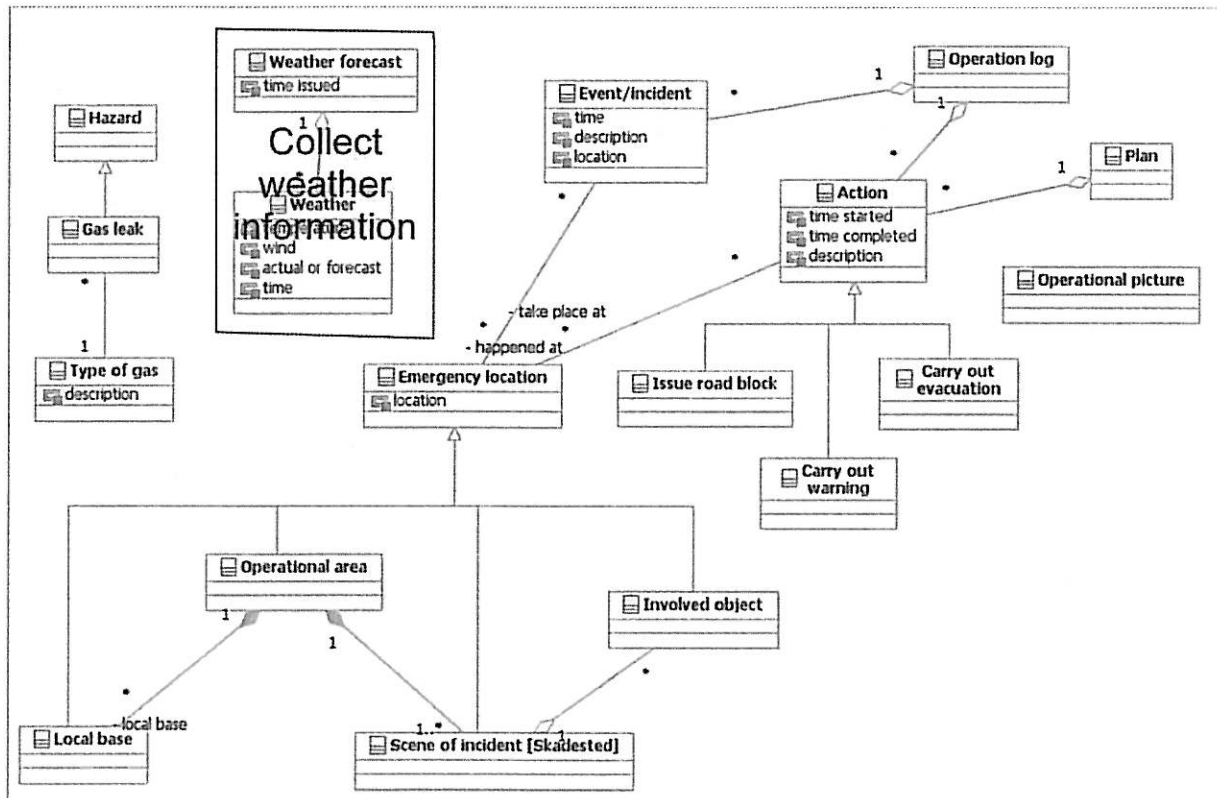 Weather forecast
time issued
1
Collect
weather
information
*
Weather
temperature
wind
actual or forecast
time
Hazard
Gas leak
*
1
Type of gas
description
Event/incident
time
description
location
*
1
Operation log
1
*
Plan
1
*
Action
time started
time completed
description
*
*
Operational picture
*
- take place at
*
- happened at
Emergency location
location
Issue road block
Carry out
evacuation
Carry out
warning
Operational area
1
1
Involved object
*
*
- local base
Local base
1..*
1
Scene of incident [Skadested]